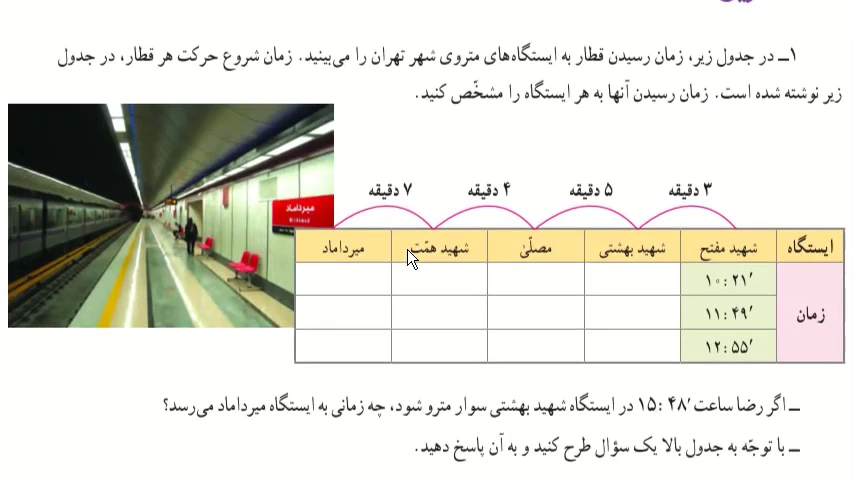 ۱ــ در جدول زیر، زمان رسیدن قطار به ایستگاه‌های متروی شهر تهران را می‌بینید. زمان شروع حرکت هر قطار، در جدول
زیر نوشته شده است. زمان رسیدن آنها به هر ایستگاه را مشخّص کنید.
میرداماد
۳ دقیقه ۵ دقیقه ۴ دقیقه ۷ دقیقه
ایستگاه شهید مفتح شهید بهشتی مصلّیٰ شهید همّت میرداماد
زمان
۱۰:۲۱′
۱۱:۴۹′
۱۲:۵۵′
ــ اگر رضا ساعت ۱۵:۴۸′ در ایستگاه شهید بهشتی سوار مترو شود، چه زمانی به ایستگاه میرداماد می‌رسد؟
ــ با توجّه به جدول بالا یک سؤال طرح کنید و به آن پاسخ دهید.